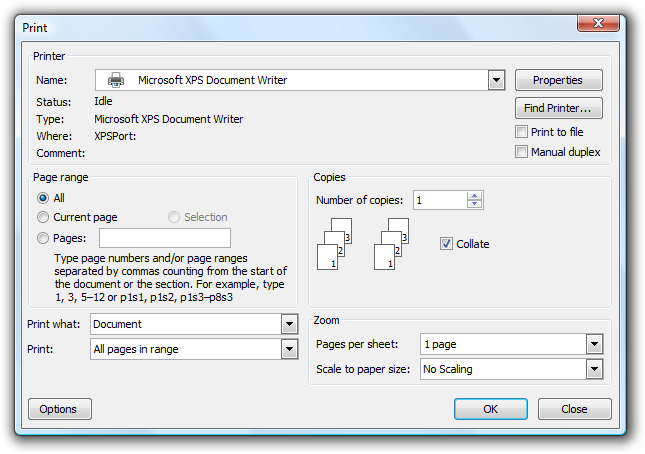 Print
Printer
Name: Microsoft XPS Document Writer Properties
Status: Idle
Find Printer...
Type: Microsoft XPS Document Writer
Where: XPSPort: Print to file
Comment: Manual duplex
Page range
All
Current page Selection
Pages:
Type page numbers and/or page ranges
separated by commas counting from the start of
the document or the section. For example, type
1, 3, 5–12 or p1s1, p1s2, p1s3–p8s3
Copies
Number of copies: 1
3 3
2 2
1 1
Collate
Print what: Document
Print: All pages in range
Zoom
Pages per sheet: 1 page
Scale to paper size: No Scaling
Options OK Close